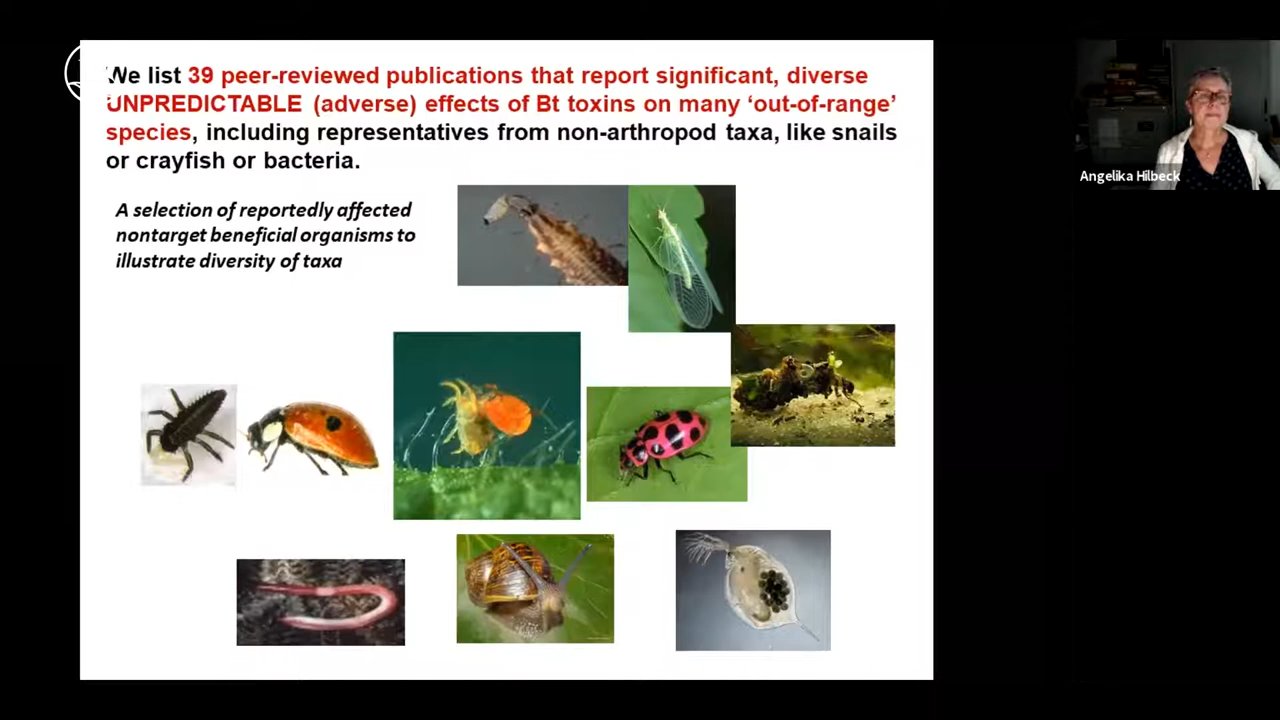 We list 39 peer-reviewed publications that report significant, diverse
UNPREDICTABLE (adverse) effects of Bt toxins on many ‘out-of-range’
species, including representatives from non-arthropod taxa, like snails
or crayfish or bacteria.
A selection of reportedly affected
nontarget beneficial organisms to
illustrate diversity of taxa
Angelika Hilbeck